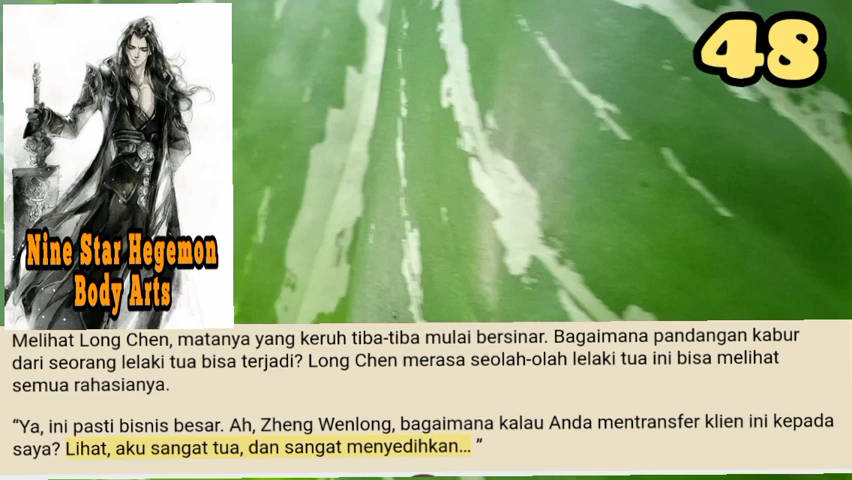 48
Nine Star Hegemon
Body Arts
Melihat Long Chen, matanya yang keruh tiba-tiba mulai bersinar. Bagaimana pandangan kabur
dari seorang lelaki tua bisa terjadi? Long Chen merasa seolah-olah lelaki tua ini bisa melihat
semua rahasianya.
“Ya, ini pasti bisnis besar. Ah, Zheng Wenlong, bagaimana kalau Anda mentransfer klien ini kepada
saya? Lihat, aku sangat tua, dan sangat menyedihkan... ”